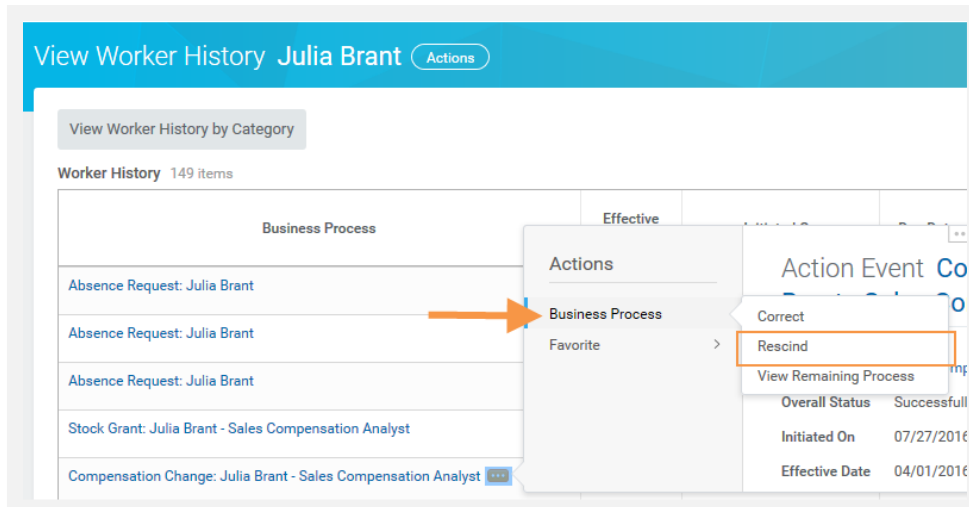 View Worker History Julia Brant Actions
View Worker History by Category
Worker History 149 items
Business Process
Effective
Absence Request: Julia Brant
Absence Request: Julia Brant
Absence Request: Julia Brant
Stock Grant: Julia Brant - Sales Compensation Analyst
Compensation Change: Julia Brant - Sales Compensation Analyst
Actions
Business Process
Favorite
Action Event Co
Correct
Rescind
View Remaining Process
Overall Status Successfull
Initiated On 07/27/2016
Effective Date 04/01/2016